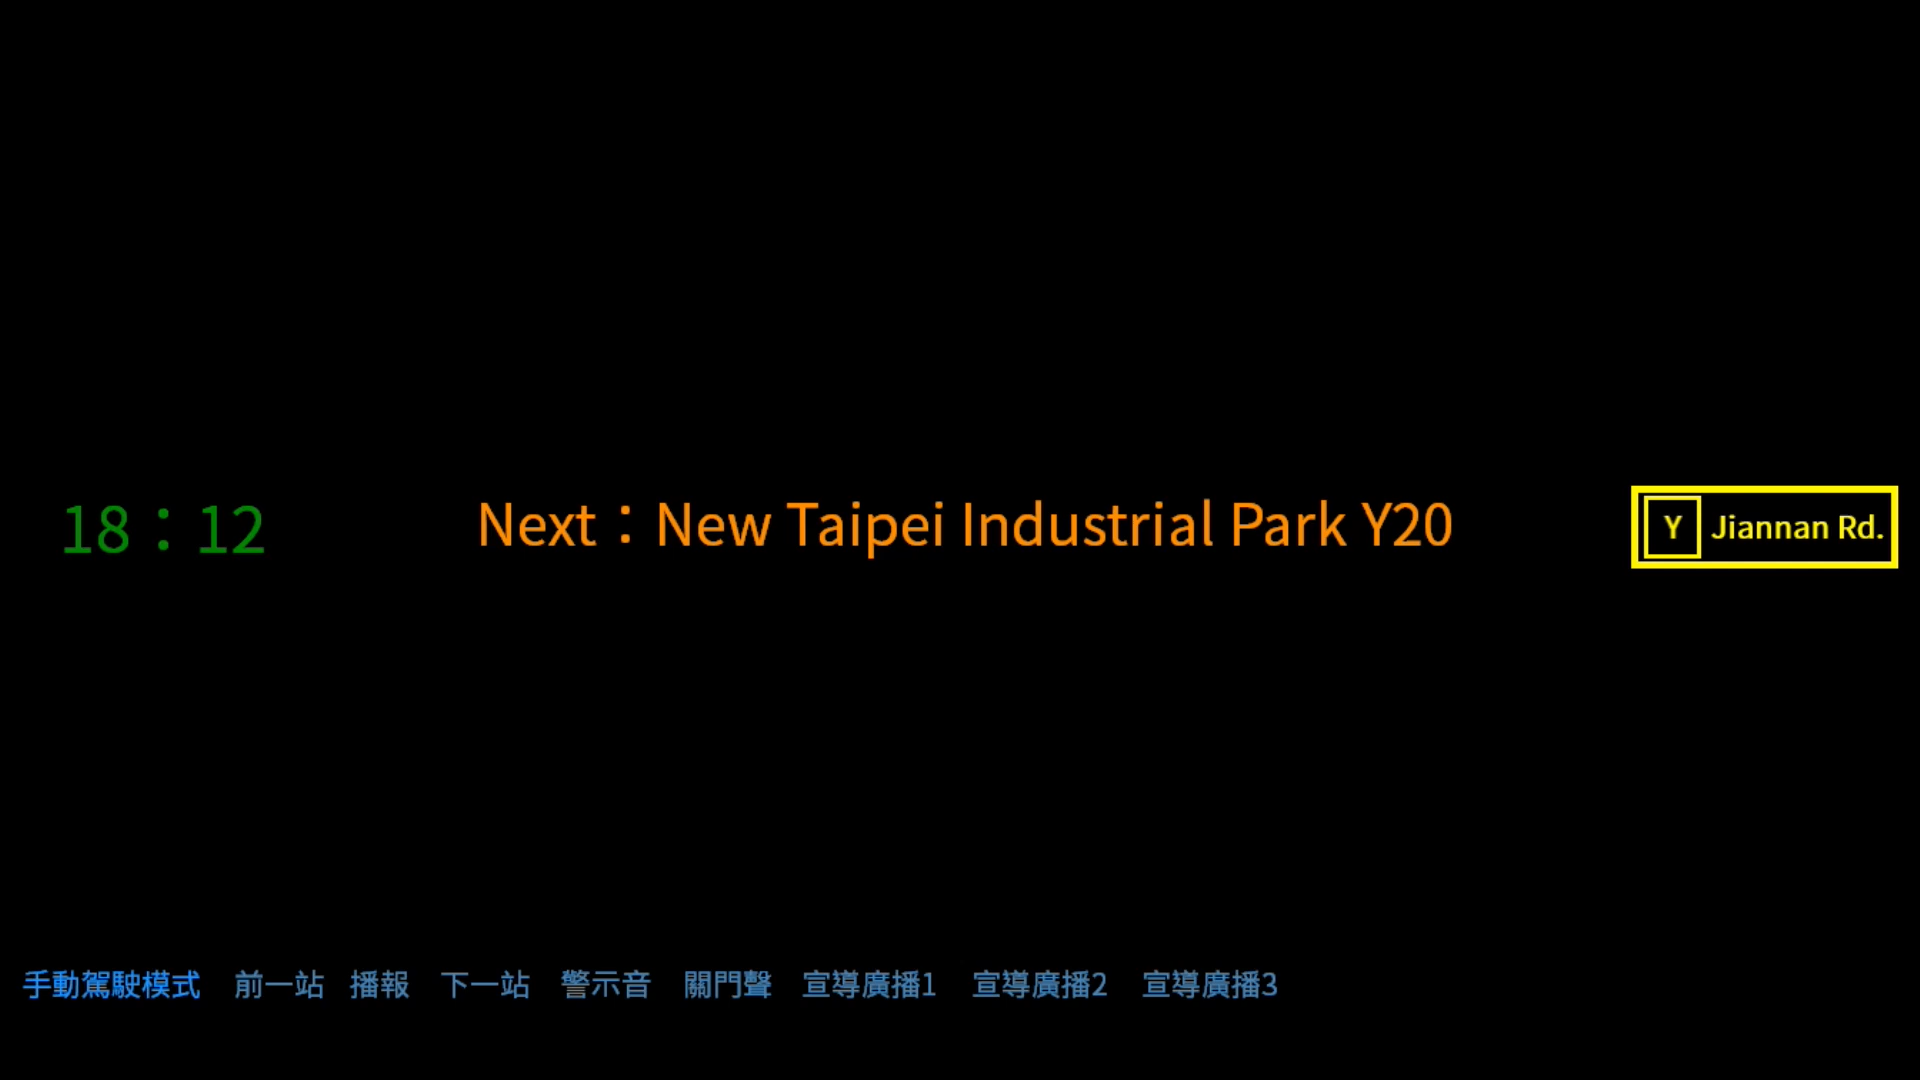 18：12
Next：New Taipei Industrial Park Y20
Y Jiannan Rd.
手動駕駛模式 前一站 播報 下一站 警示音 關門聲 宣導廣播1 宣導廣播2 宣導廣播3